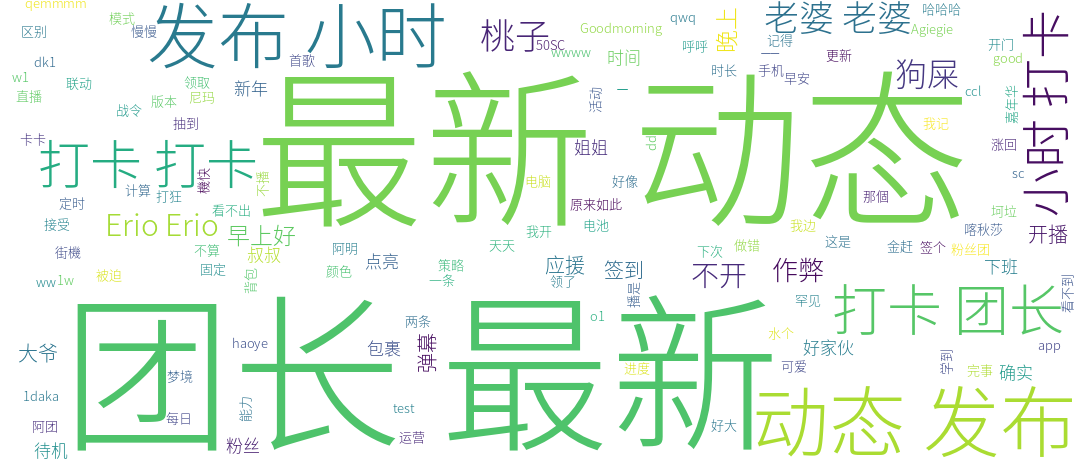 qemmmm
模式
区别
慢慢
发布 小时
首歌
桃子
50SC
wwww
Goodmorning
qwq
呼呼
时间
晚上
一
老婆 老婆
哈哈哈
Agiegie
记得
更新
开门
good
小时 打卡
dk1
w1
直播
联动
领取
尼玛
版本
战令
新年
抽到
最新 动态
活动
一
时长
手机
早安
狗屎
ccl
嘉年华
我记
涨回
sc
卡卡
打卡 打卡
機快
不播
计算
打狂
定时
看不出
接受
Erio Erio
早上好
街機
不算
叔叔
阿明
点亮
姐姐
dd
电脑
好像
原来如此
电池
我开
天天
那個
我边
这是
坷垃
喀秋莎
开播
金赶
签个
粉丝团
下次
做错
ww
lw
被迫
固定
背包
颜色
策略
一条
应援
领了
签到
播是
不开
作弊
罕见
下班
看不到
团长 最新
两条
弹幕
包裹
haoye
大爷
梦境
ldaka
每日
阿团
待机
能力
粉丝
test
运营
ol
进度
好大
水个
好家伙
可爱
打卡 团长
app
学到
完事
确实
动态 发布